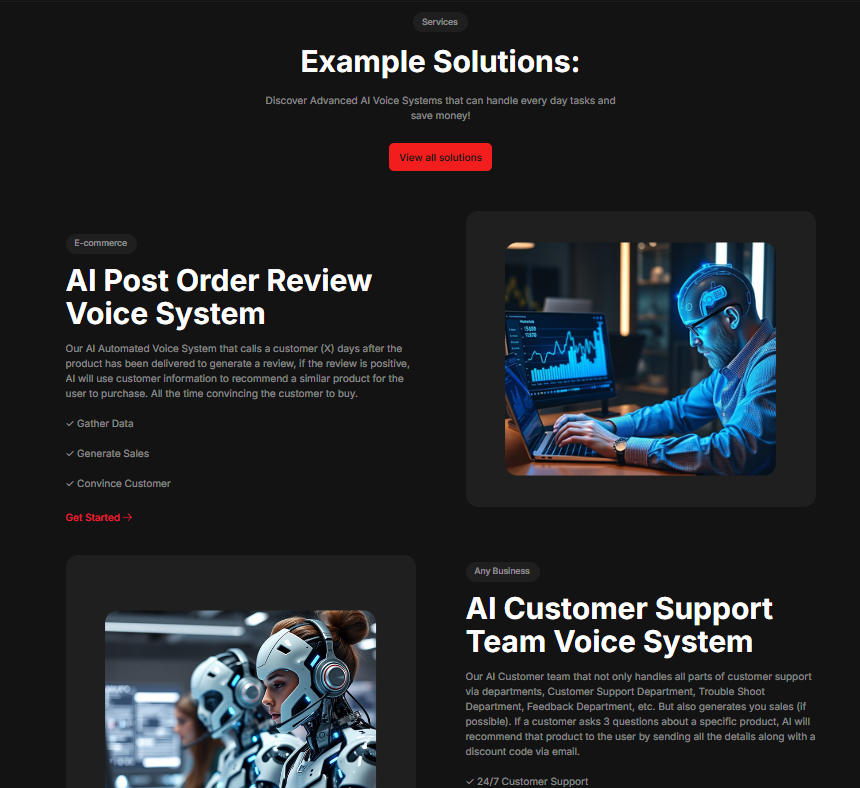 Services
Example Solutions:
Discover Advanced AI Voice Systems that can handle every day tasks and
save money!
View all solutions
E-commerce
AI Post Order Review
Voice System
Our AI Automated Voice System that calls a customer (X) days after the
product has been delivered to generate a review, if the review is positive,
AI will use customer information to recommend a similar product for the
user to purchase. All the time convincing the customer to buy.
✓ Gather Data
✓ Generate Sales
✓ Convince Customer
Get Started →
Any Business
AI Customer Support
Team Voice System
Our AI Customer team that not only handles all parts of customer support
via departments, Customer Support Department, Trouble Shoot
Department, Feedback Department, etc. But also generates you sales (if
possible). If a customer asks 3 questions about a specific product, AI will
recommend that product to the user by sending all the details along with a
discount code via email.
✓ 24/7 Customer Support